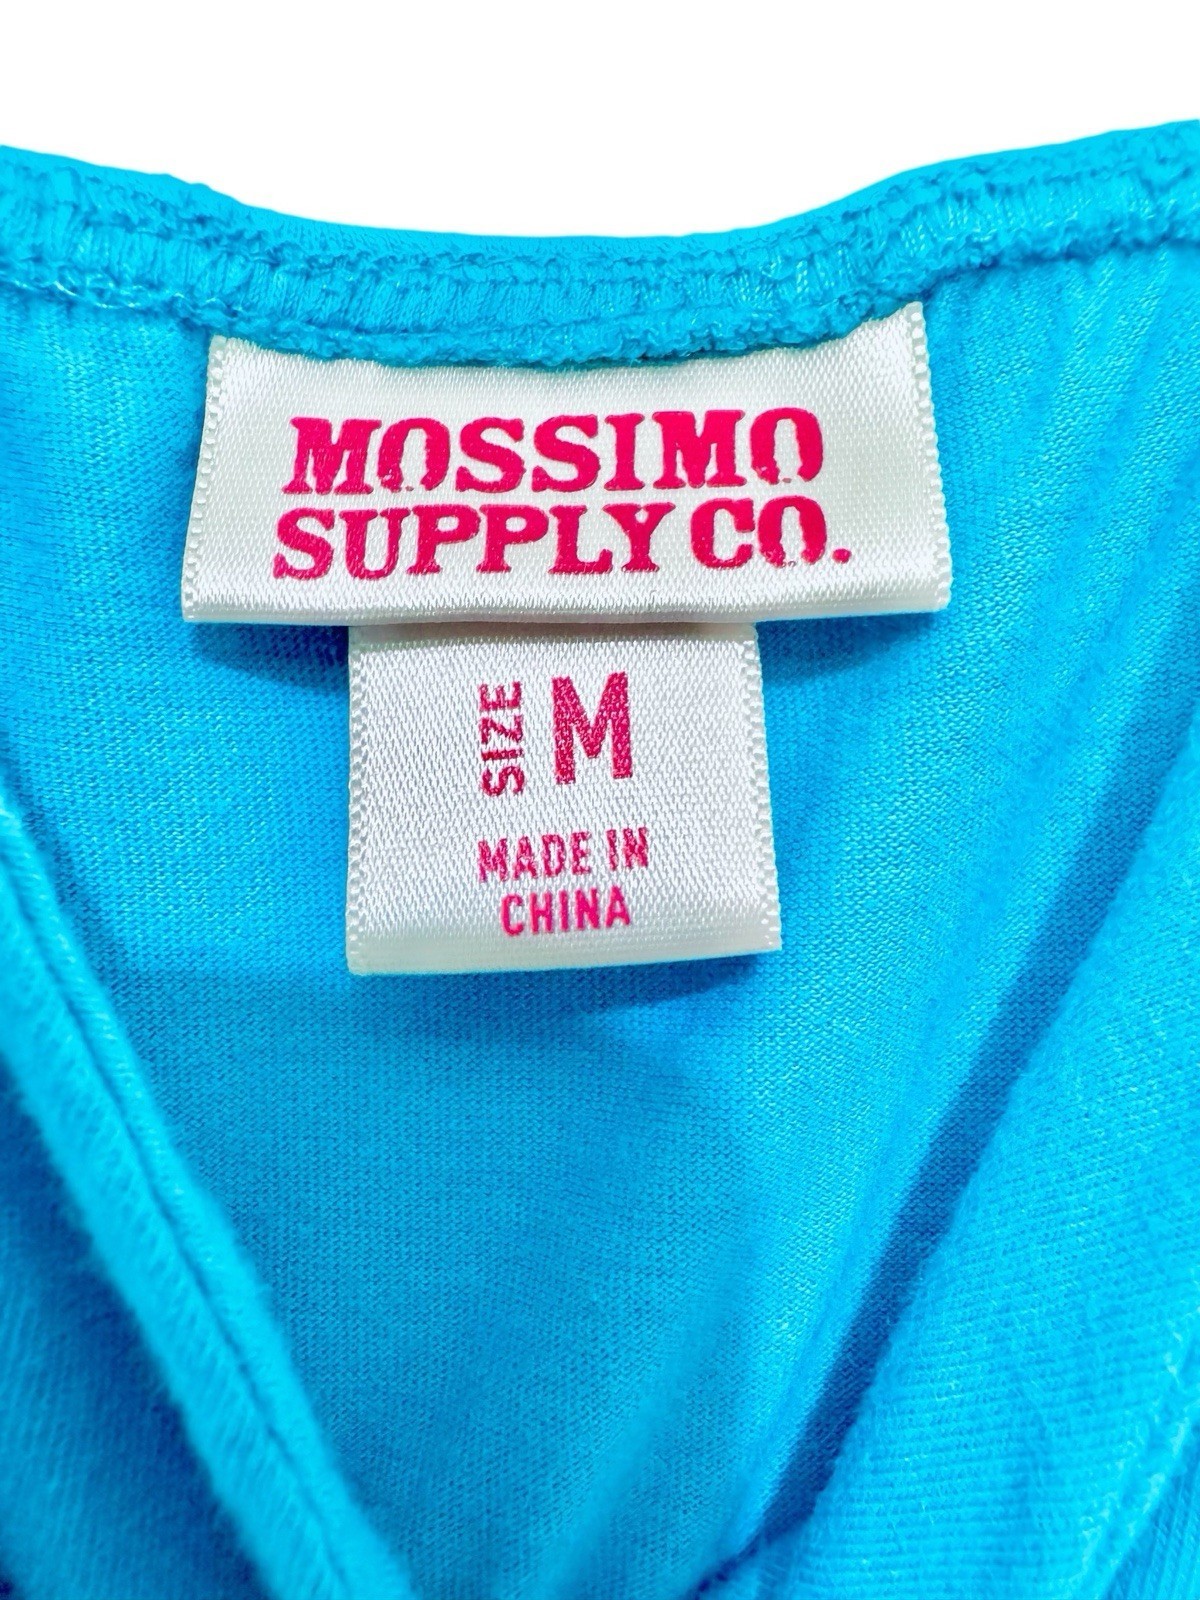 MOSSIMO
SUPPLY CO.
SIZE M
MADE IN
CHINA